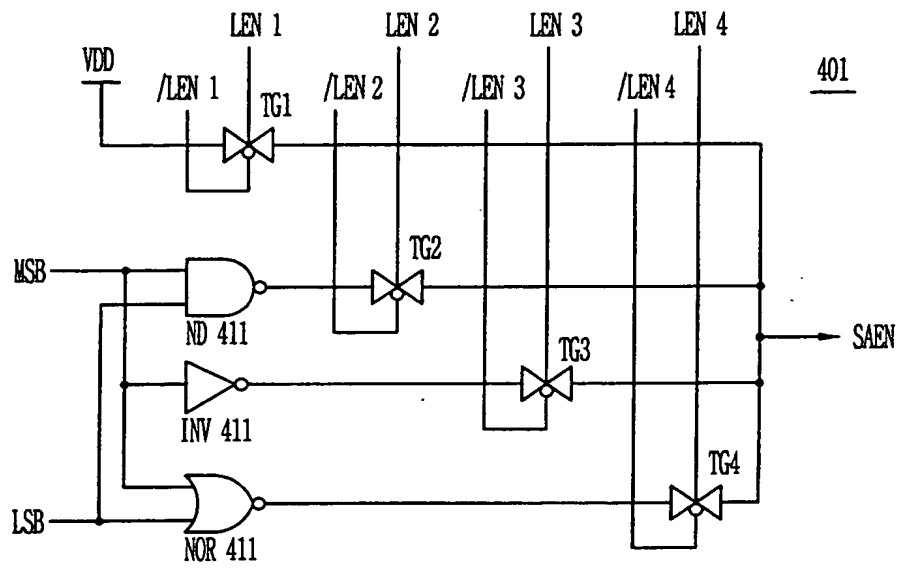 LEN 1 LEN 2 LEN 3 LEN 4
VDD
/LEN 1 /LEN 2 /LEN 3 /LEN 4
401
TG1
MSB
TG2
ND 411
SAEN
TG3
INV 411
TG4
LSB
NOR 411